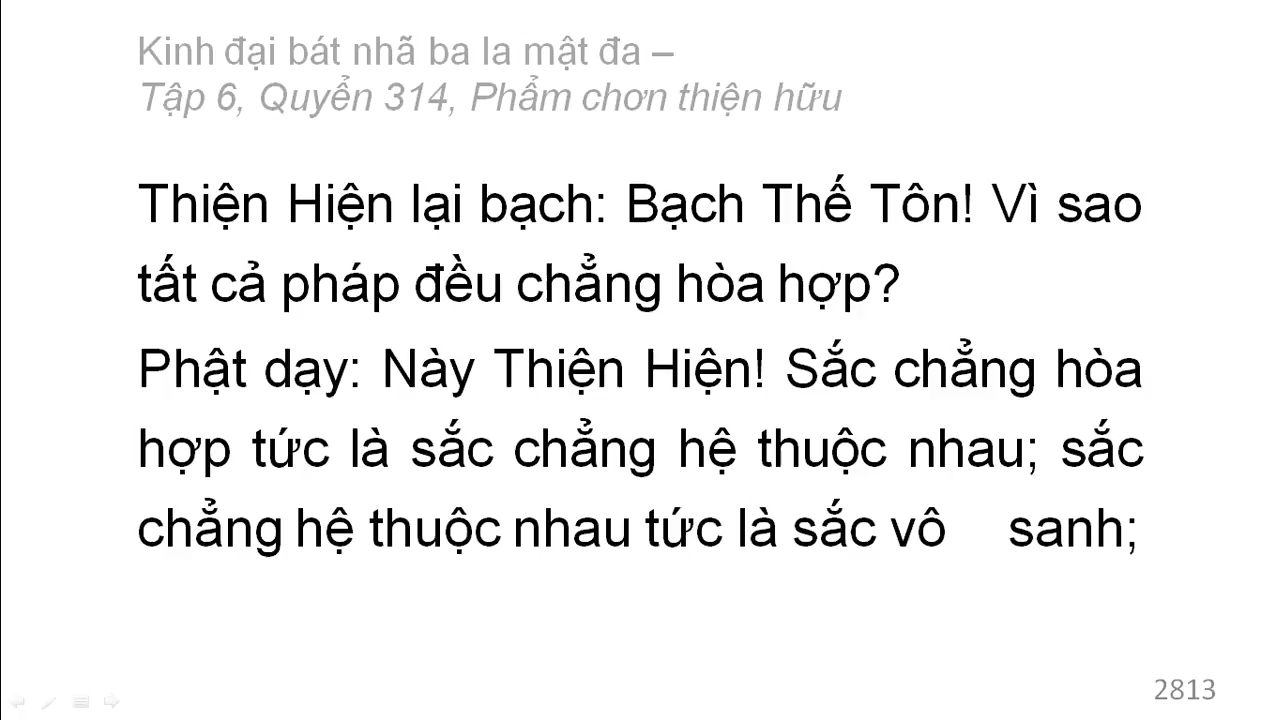 Kinh đại bát nhã ba la mật đa –
Tập 6, Quyển 314, Phẩm chơn thiện hữu
Thiện Hiện lại bạch: Bạch Thế Tôn! Vì sao
tất cả pháp đều chẳng hòa hợp?
Phật dạy: Này Thiện Hiện! Sắc chẳng hòa
hợp tức là sắc chẳng hệ thuộc nhau; sắc
chẳng hệ thuộc nhau tức là sắc vô sanh;
2813